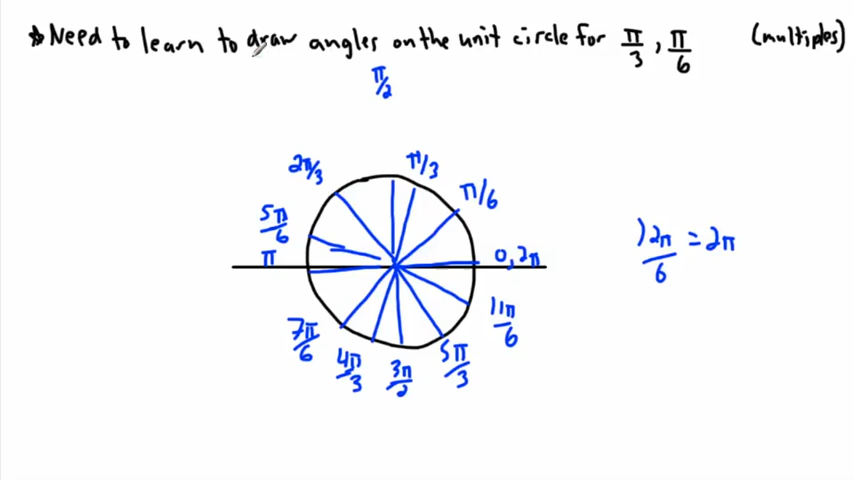 * Need to learn to draw angles on the unit circle for π/3, π/6 (multiples)
π/2
2π/3 π/3
π/6
5π/6
π 0, 2π
12π/6 = 2π
11π/6
7π/6
4π/3 3π/2 5π/3